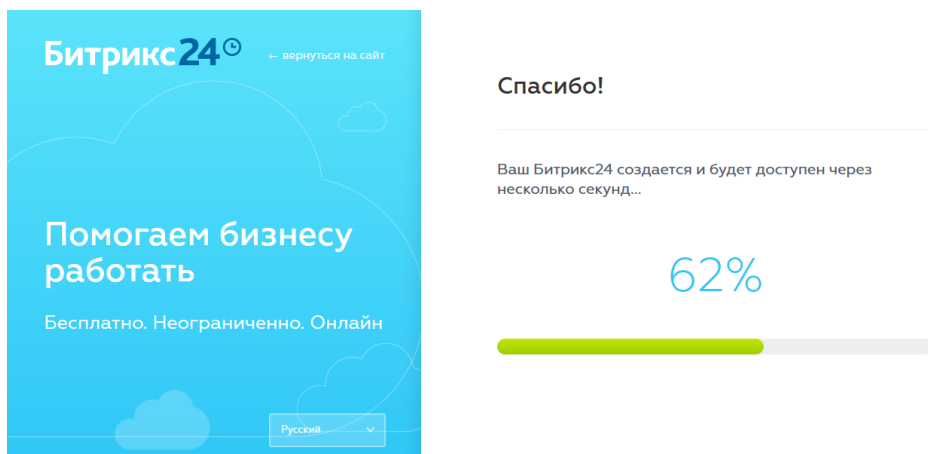 Битрикс24
← вернуться на сайт
Помогаем бизнесу
работать
Бесплатно. Неограниченно. Онлайн
Русский
Спасибо!
Ваш Битрикс24 создается и будет доступен через
несколько секунд...
62%